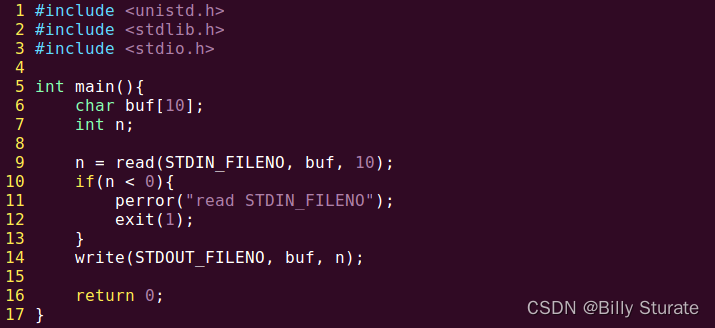 1 #include <unistd.h>
2 #include <stdlib.h>
3 #include <stdio.h>
4
5 int main(){
6     char buf[10];
7     int n;
8
9     n = read(STDIN_FILENO, buf, 10);
10     if(n < 0){
11         perror("read STDIN_FILENO");
12         exit(1);
13     }
14     write(STDOUT_FILENO, buf, n);
15
16     return 0;
17 }
CSDN @Billy Sturate